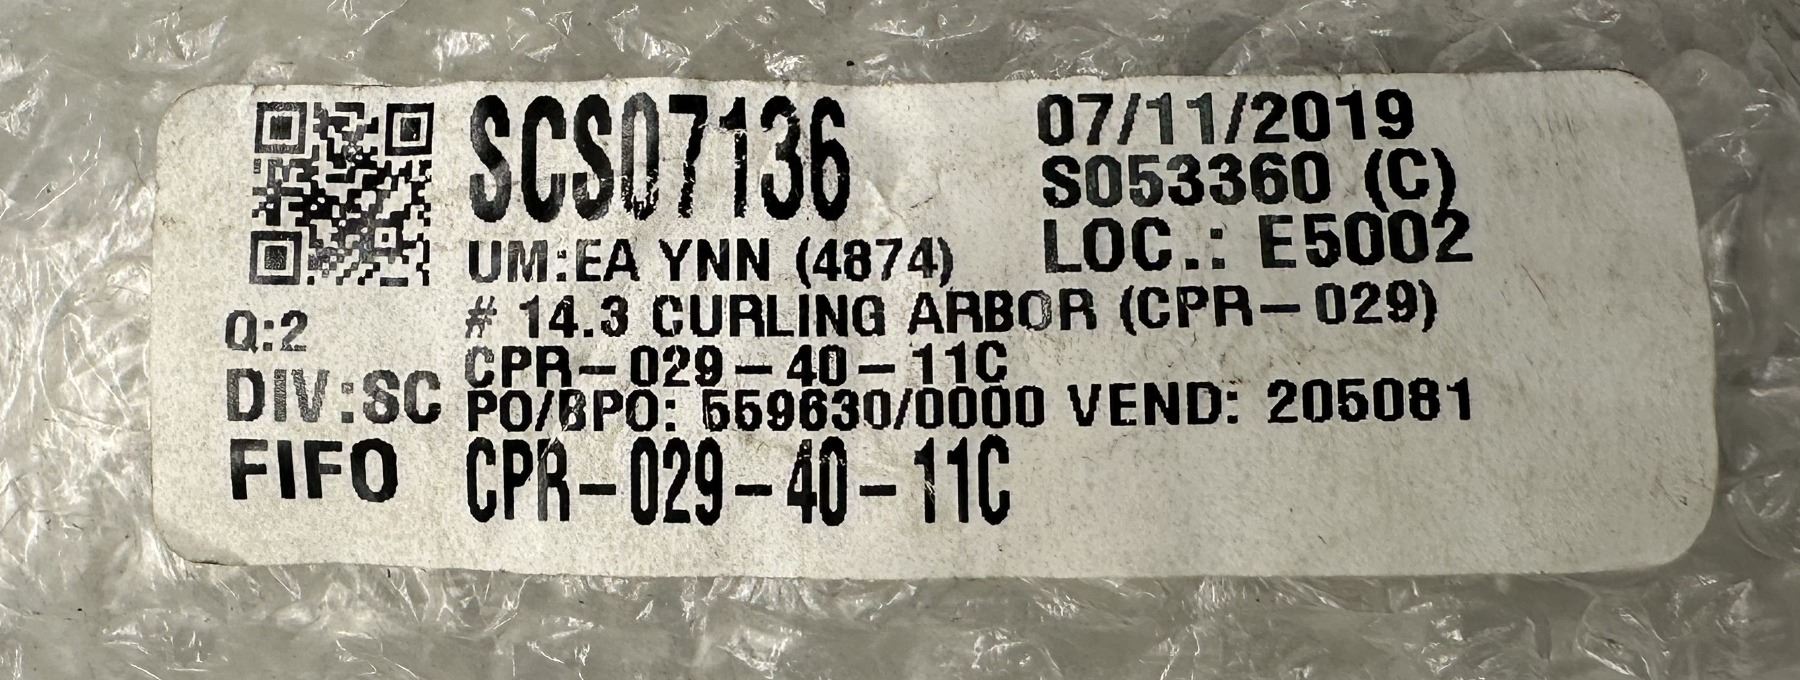 SCS07136
07/11/2019
S053360 (C)
UM:EA YNN (4874)
LOC.: E5002
# 14.3 CURLING ARBOR (CPR-029)
Q:2
CPR-029-40-11C
DIV:SC
PO/BPO: 559630/0000 VEND: 205081
FIFO
CPR-029-40-11C